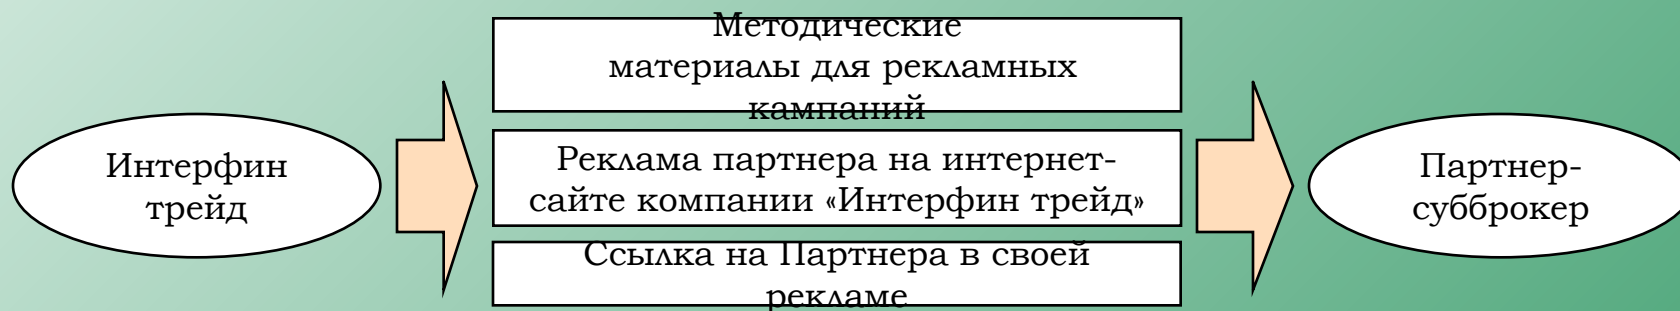 Интерфин
трейд
Методические
материалы для рекламных
кампаний
Реклама партнера на интернет-
сайте компании «Интерфин трейд»
Ссылка на Партнера в своей
рекламе
Партнер-
субброкер